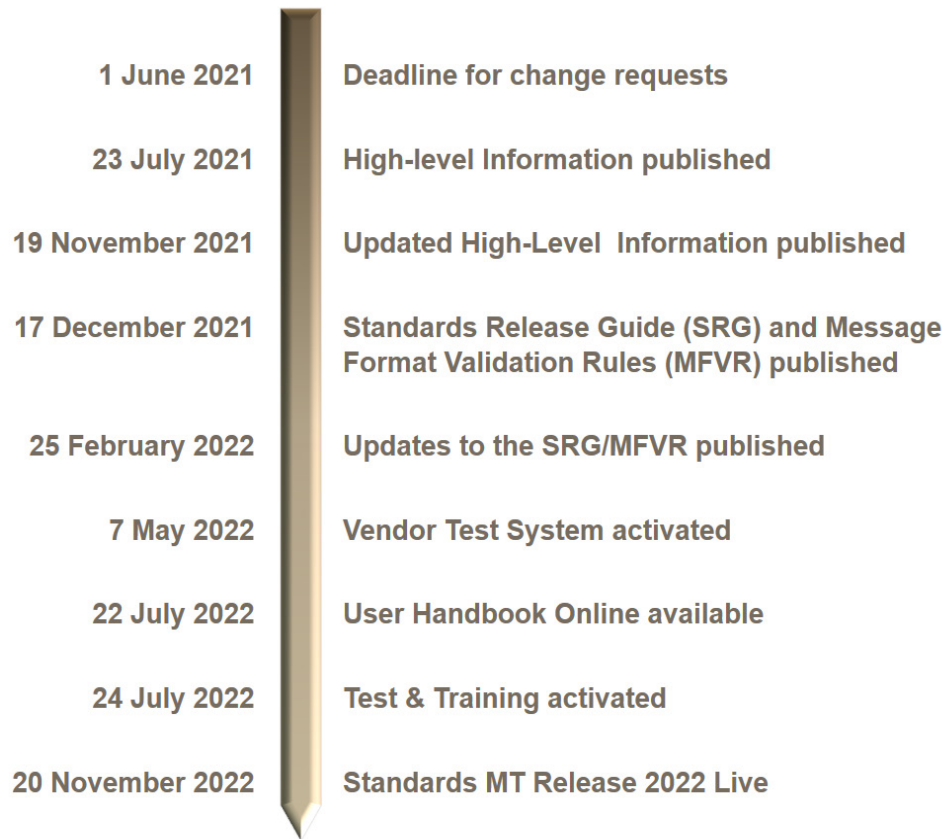 1 June 2021 Deadline for change requests
23 July 2021 High-level Information published
19 November 2021 Updated High-Level  Information published
17 December 2021 Standards Release Guide (SRG) and Message
Format Validation Rules (MFVR) published
25 February 2022 Updates to the SRG/MFVR published
7 May 2022 Vendor Test System activated
22 July 2022 User Handbook Online available
24 July 2022 Test & Training activated
20 November 2022 Standards MT Release 2022 Live